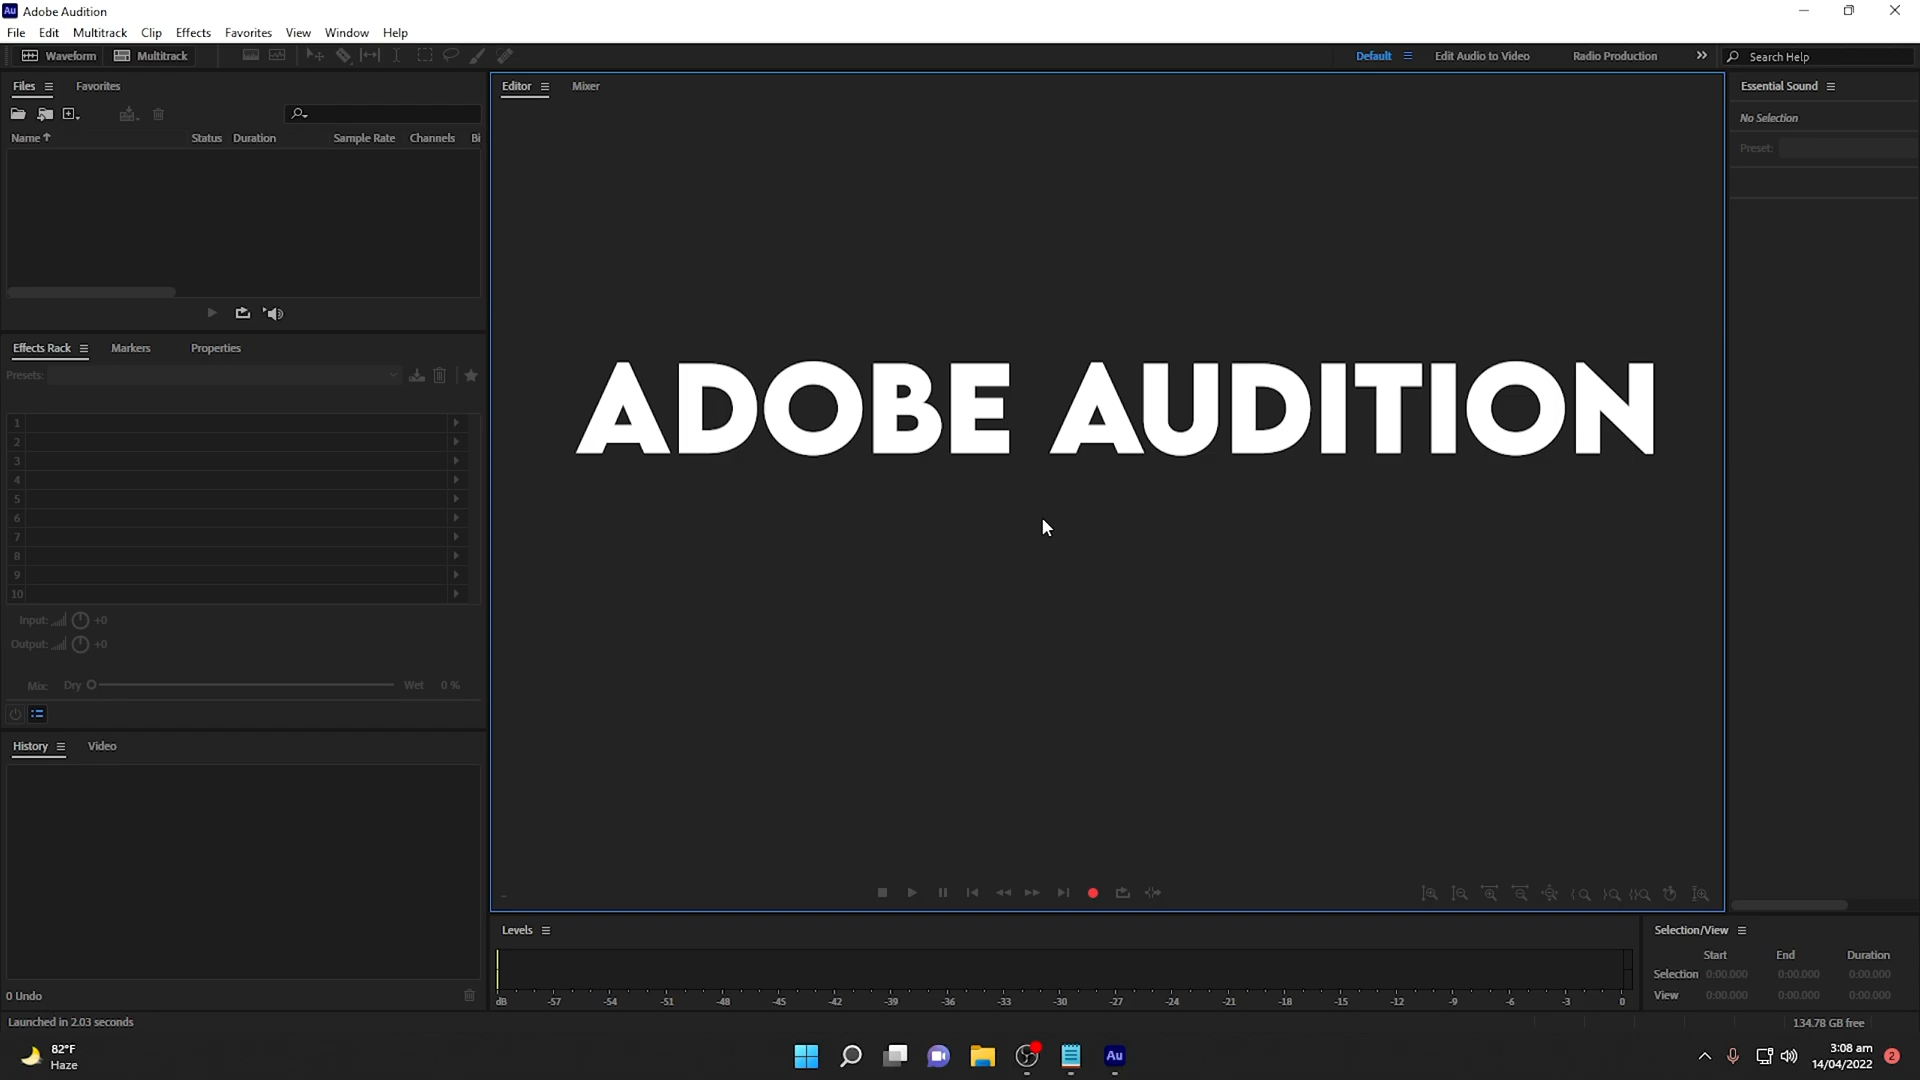 Adobe Audition
File Edit Multitrack Clip Effects Favorites View Window Help
Waveform Multitrack
Default Edit Audio to Video Radio Production Search Help
Files Favorites
Name Status Duration Sample Rate Channels Bi
Effects Rack Markers Properties
Presets:
1
2
3
4
5
6
7
8
9
10
Input: +0
Output: +0
Mix: Dry Wet 0 %
History Video
0 Undo
Launched in 2.03 seconds
Editor Mixer
ADOBE AUDITION
Levels
dB -57 -54 -51 -48 -45 -42 -39 -36 -33 -30 -27 -24 -21 -18 -15 -12 -9 -6 -3 0
Essential Sound
No Selection
Preset:
Selection/View
Start End Duration
Selection 0:00.000 0:00.000 0:00.000
View 0:00.000 0:00.000 0:00.000
134.78 GB free
82°F
Haze
Au
3:08 am
14/04/2022
2